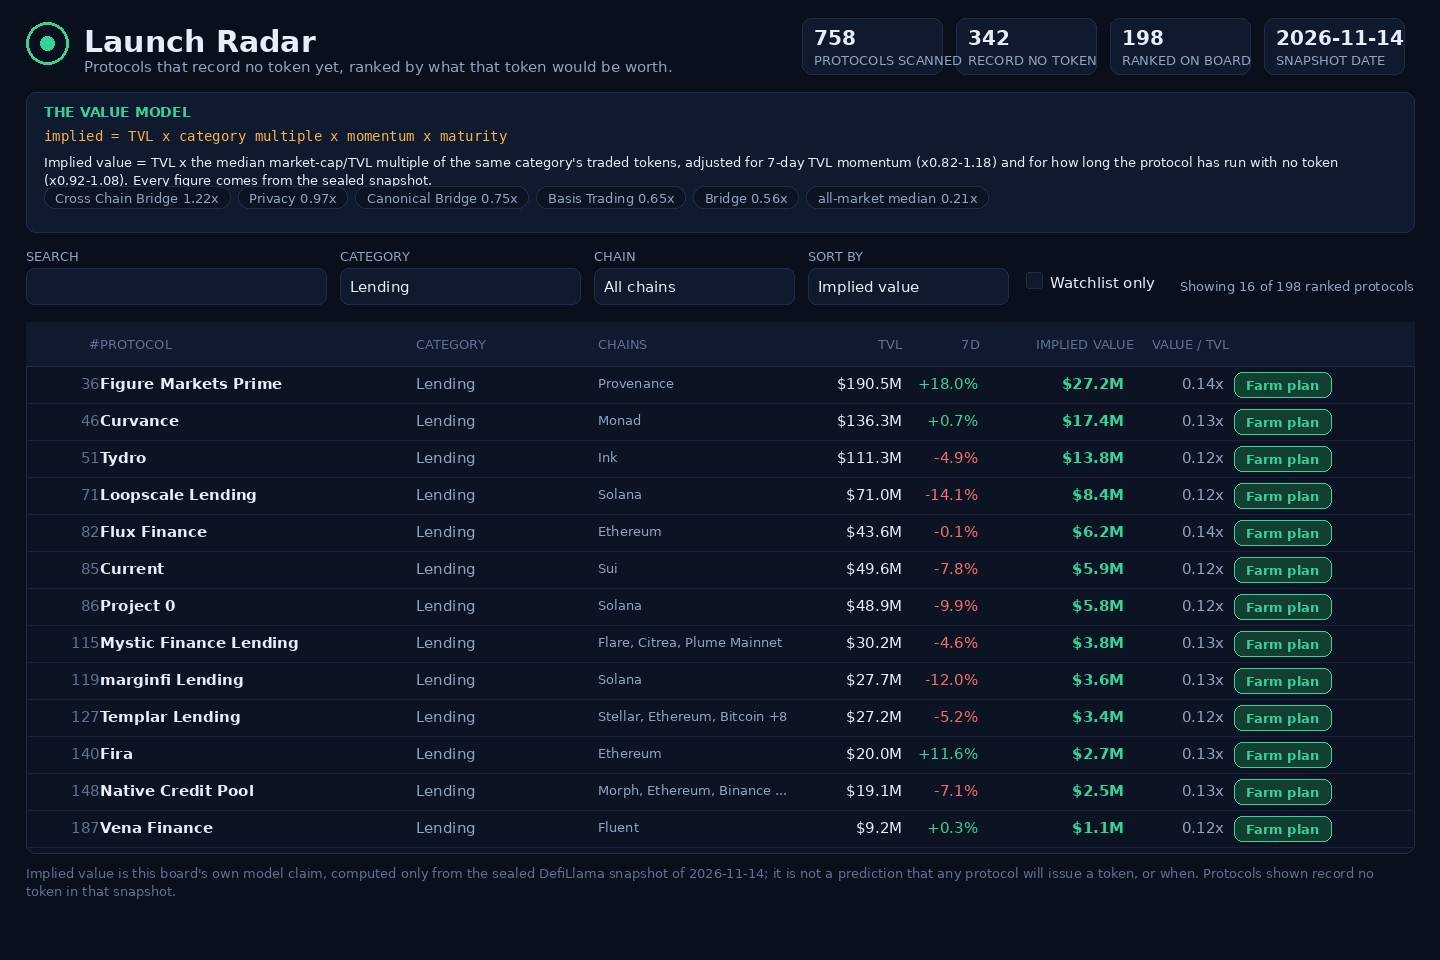 Launch Radar
Protocols that record no token yet, ranked by what that token would be worth.
758
PROTOCOLS SCANNED
342
RECORD NO TOKEN
198
RANKED ON BOARD
2026-11-14
SNAPSHOT DATE
THE VALUE MODEL
implied = TVL x category multiple x momentum x maturity
Implied value = TVL x the median market-cap/TVL multiple of the same category's traded tokens, adjusted for 7-day TVL momentum (x0.82-1.18) and for how long the protocol has run with no token
(x0.92-1.08). Every figure comes from the sealed snapshot.
Cross Chain Bridge 1.22x Privacy 0.97x Canonical Bridge 0.75x Basis Trading 0.65x Bridge 0.56x all-market median 0.21x
SEARCH CATEGORY CHAIN SORT BY
Lending All chains Implied value Watchlist only Showing 16 of 198 ranked protocols
# PROTOCOL CATEGORY CHAINS TVL 7D IMPLIED VALUE VALUE / TVL
36 Figure Markets Prime Lending Provenance $190.5M +18.0% $27.2M 0.14x Farm plan
46 Curvance Lending Monad $136.3M +0.7% $17.4M 0.13x Farm plan
51 Tydro Lending Ink $111.3M -4.9% $13.8M 0.12x Farm plan
71 Loopscale Lending Lending Solana $71.0M -14.1% $8.4M 0.12x Farm plan
82 Flux Finance Lending Ethereum $43.6M -0.1% $6.2M 0.14x Farm plan
85 Current Lending Sui $49.6M -7.8% $5.9M 0.12x Farm plan
86 Project 0 Lending Solana $48.9M -9.9% $5.8M 0.12x Farm plan
115 Mystic Finance Lending Lending Flare, Citrea, Plume Mainnet $30.2M -4.6% $3.8M 0.13x Farm plan
119 marginfi Lending Lending Solana $27.7M -12.0% $3.6M 0.13x Farm plan
127 Templar Lending Lending Stellar, Ethereum, Bitcoin +8 $27.2M -5.2% $3.4M 0.12x Farm plan
140 Fira Lending Ethereum $20.0M +11.6% $2.7M 0.13x Farm plan
148 Native Credit Pool Lending Morph, Ethereum, Binance ... $19.1M -7.1% $2.5M 0.13x Farm plan
187 Vena Finance Lending Fluent $9.2M +0.3% $1.1M 0.12x Farm plan
Implied value is this board's own model claim, computed only from the sealed DefiLlama snapshot of 2026-11-14; it is not a prediction that any protocol will issue a token, or when. Protocols shown record no
token in that snapshot.